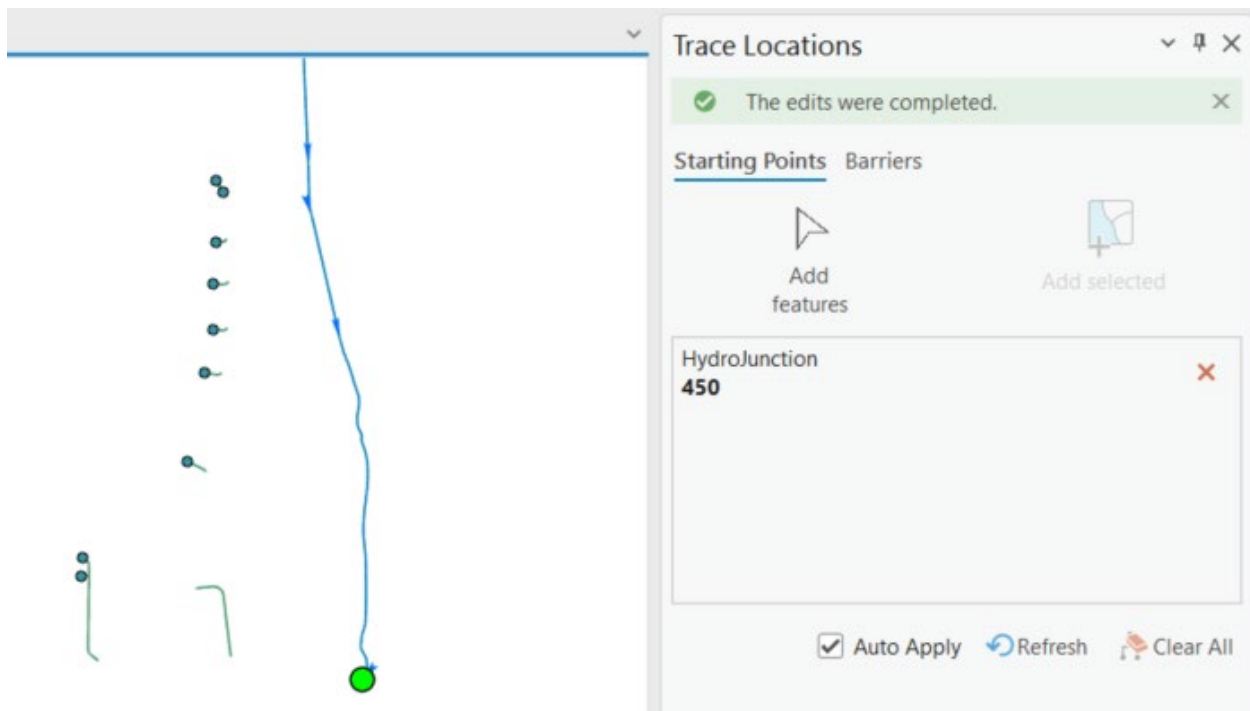 Trace Locations
The edits were completed.
Starting Points Barriers
Add
features
Add selected
HydroJunction
450
Auto Apply Refresh Clear All